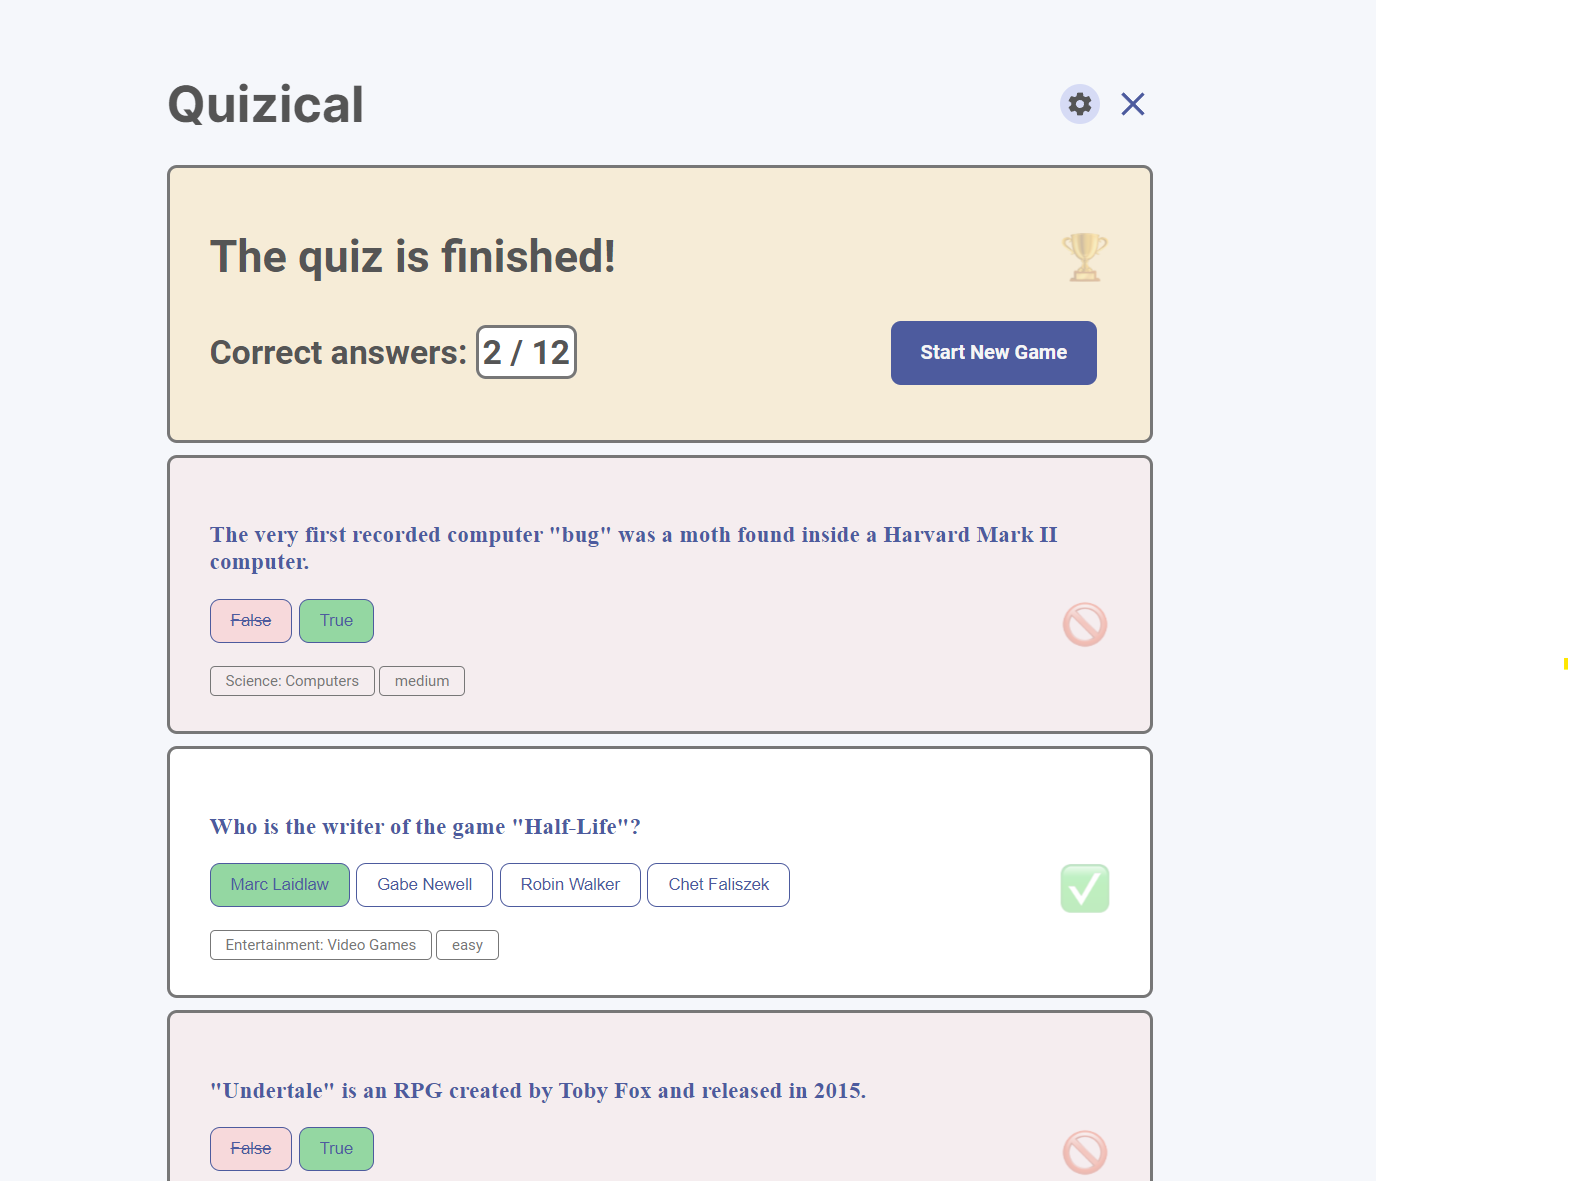 Quizical
The quiz is finished!
Correct answers: 2 / 12
Start New Game
The very first recorded computer "bug" was a moth found inside a Harvard Mark II
computer.
False True
Science: Computers medium
Who is the writer of the game "Half-Life"?
Marc Laidlaw Gabe Newell Robin Walker Chet Faliszek
Entertainment: Video Games easy
"Undertale" is an RPG created by Toby Fox and released in 2015.
False True